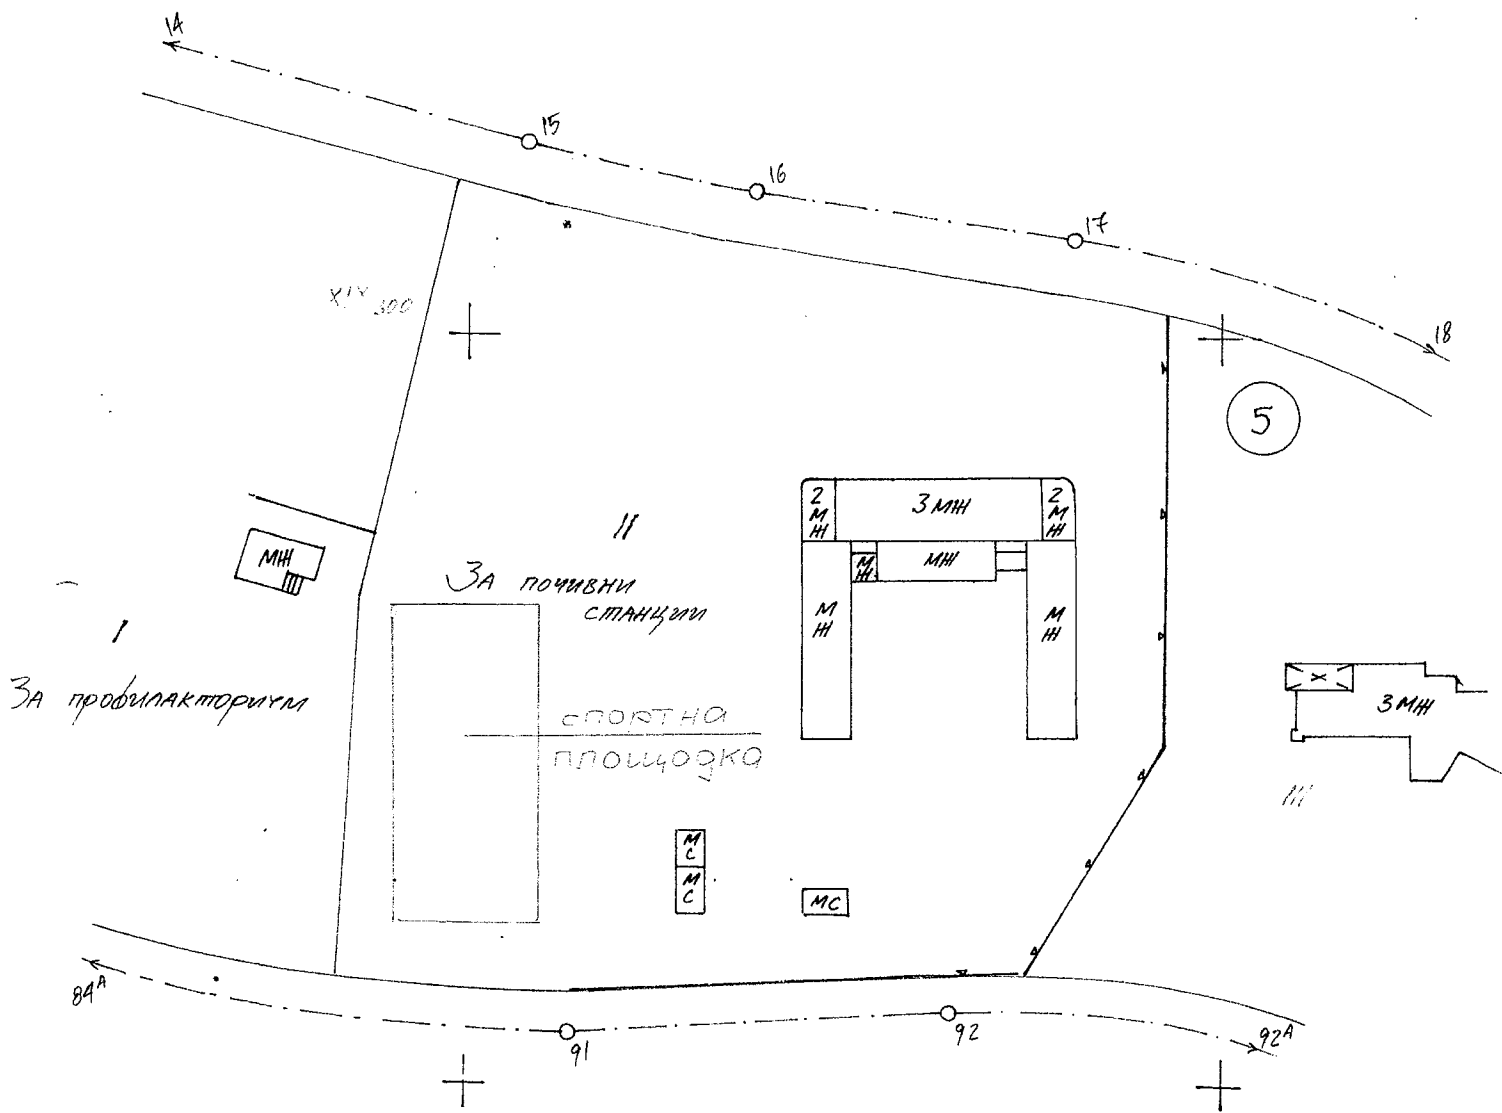 14
15
16
17
18
XIV 300
5
2 МЖ
3 МЖ
2 МЖ
II
МЖ
МЖ
МЖ
За почивни
станции
МЖ
МЖ
I
За профилакториум
3 МЖ
спортна
площадка
III
МС
МС
МС
84А
91
92
92А